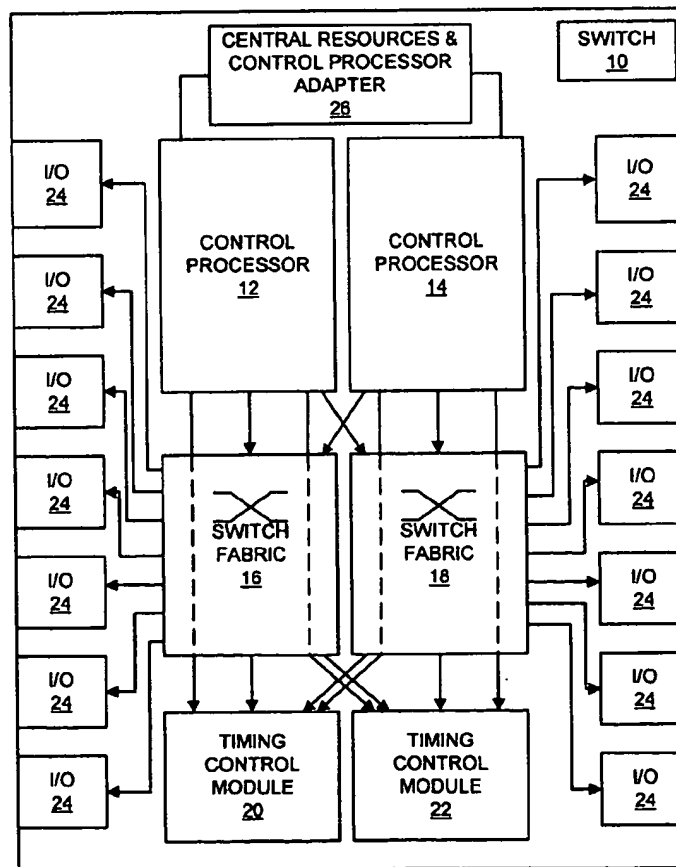 CENTRAL RESOURCES &
CONTROL PROCESSOR
ADAPTER
26
SWITCH
10
I/O
24
I/O
24
I/O
24
I/O
24
I/O
24
I/O
24
I/O
24
CONTROL
PROCESSOR
12
CONTROL
PROCESSOR
14
I/O
24
I/O
24
I/O
24
I/O
24
I/O
24
I/O
24
I/O
24
SWITCH
FABRIC
16
SWITCH
FABRIC
18
TIMING
CONTROL
MODULE
20
TIMING
CONTROL
MODULE
22